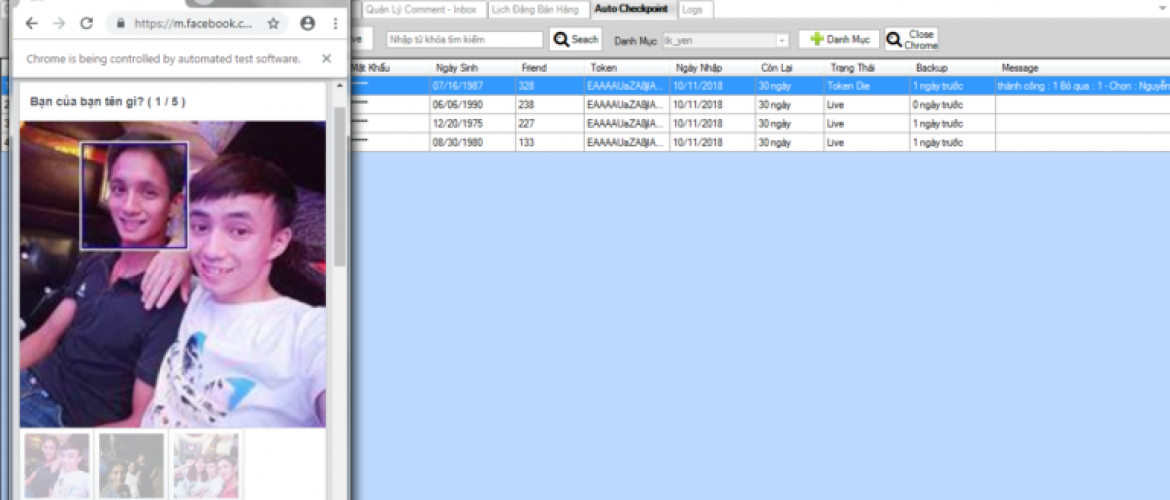 Quản Lý Comment - Inbox
Lịch Đăng Bán Hàng
Auto Checkpoint
Logs
https://m.facebook.c...
Chrome is being controlled by automated test software.
Nhập từ khóa tìm kiếm
Seach
Danh Mục
tk_yen
Danh Mục
Close
Chrome
Mật Khẩu Ngày Sinh Friend Token Ngày Nhập Còn Lại Trạng Thái Backup Message
07/16/1987 328 10/11/2018 30 ngày Token Die 1 ngày trước thành công : 1 Bỏ qua : 1 - Chọn : Nguyễn
06/06/1990 238 EAAAAUaZA8jIA... 10/11/2018 30 ngày Live 0 ngày trước
12/20/1975 227 EAAAAUaZA8jIA... 10/11/2018 30 ngày Live 1 ngày trước
08/30/1980 133 EAAAAUaZA8jIA... 10/11/2018 30 ngày Live 1 ngày trước
Bạn của bạn tên gì? ( 1 / 5 )